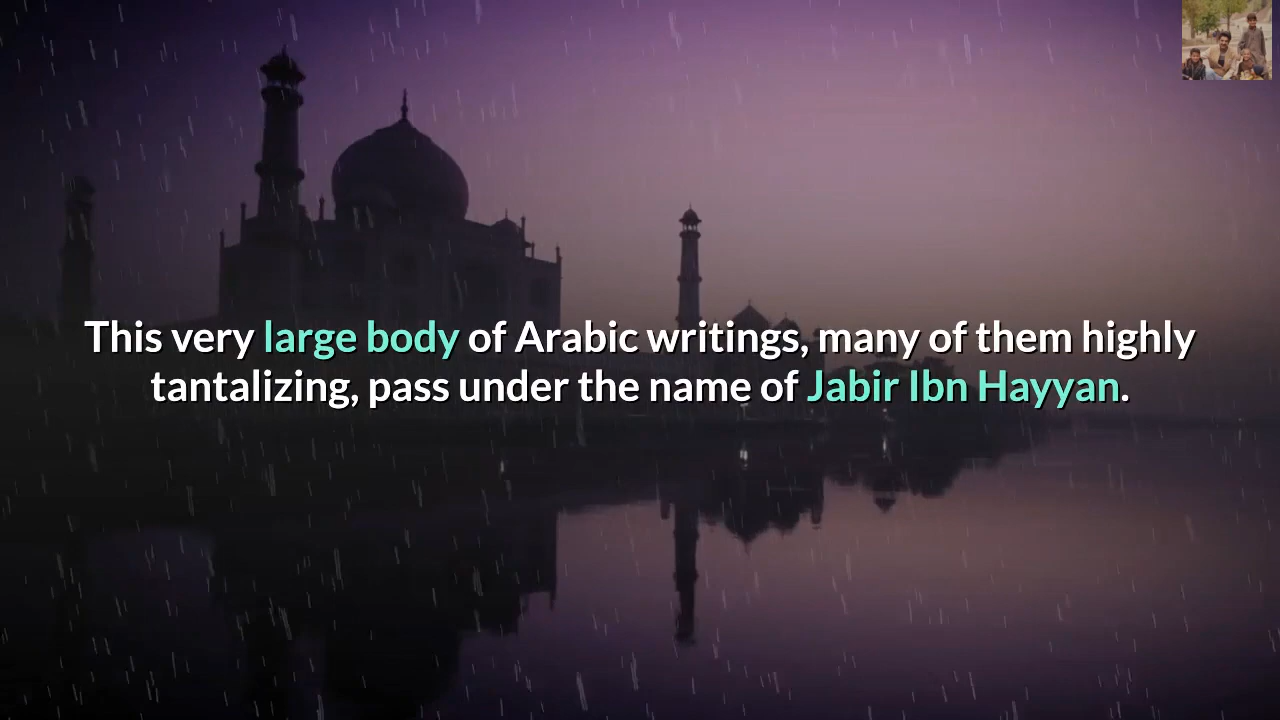 This very large body of Arabic writings, many of them highly
tantalizing, pass under the name of Jabir Ibn Hayyan.